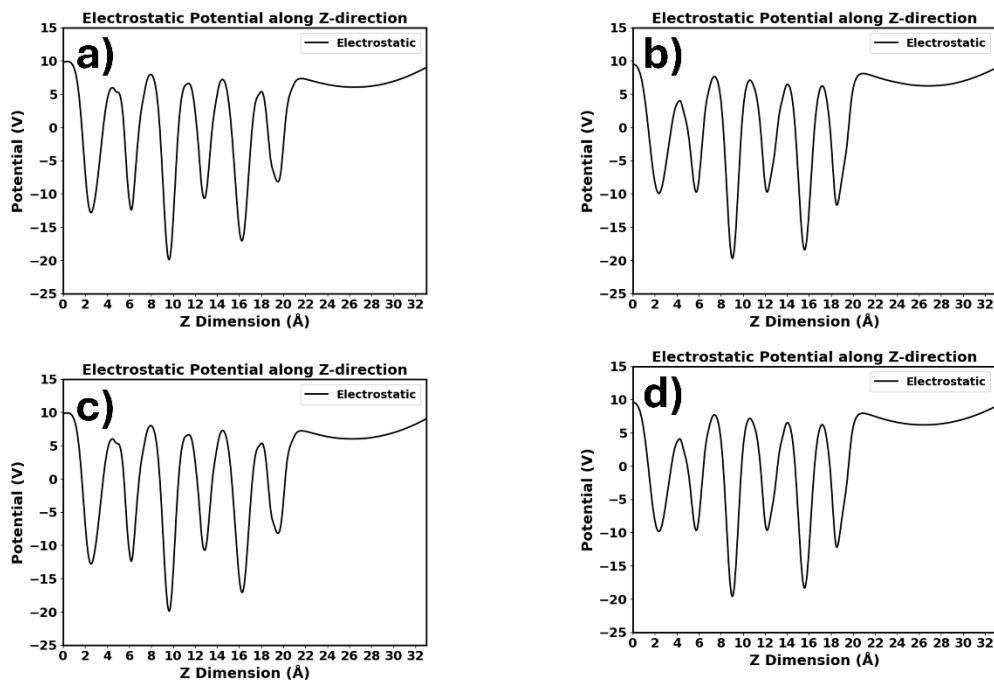 Electrostatic Potential along Z-direction
a)
Electrostatic
15
10
5
0
−5
−10
−15
−20
−25
Potential (V)
0 2 4 6 8 10 12 14 16 18 20 22 24 26 28 30 32
Z Dimension (Å)
Electrostatic Potential along Z-direction
b)
Electrostatic
15
10
5
0
−5
−10
−15
−20
−25
Potential (V)
0 2 4 6 8 10 12 14 16 18 20 22 24 26 28 30 32
Z Dimension (Å)
Electrostatic Potential along Z-direction
c)
Electrostatic
15
10
5
0
−5
−10
−15
−20
−25
Potential (V)
0 2 4 6 8 10 12 14 16 18 20 22 24 26 28 30 32
Z Dimension (Å)
Electrostatic Potential along Z-direction
d)
Electrostatic
15
10
5
0
−5
−10
−15
−20
−25
Potential (V)
0 2 4 6 8 10 12 14 16 18 20 22 24 26 28 30 32
Z Dimension (Å)